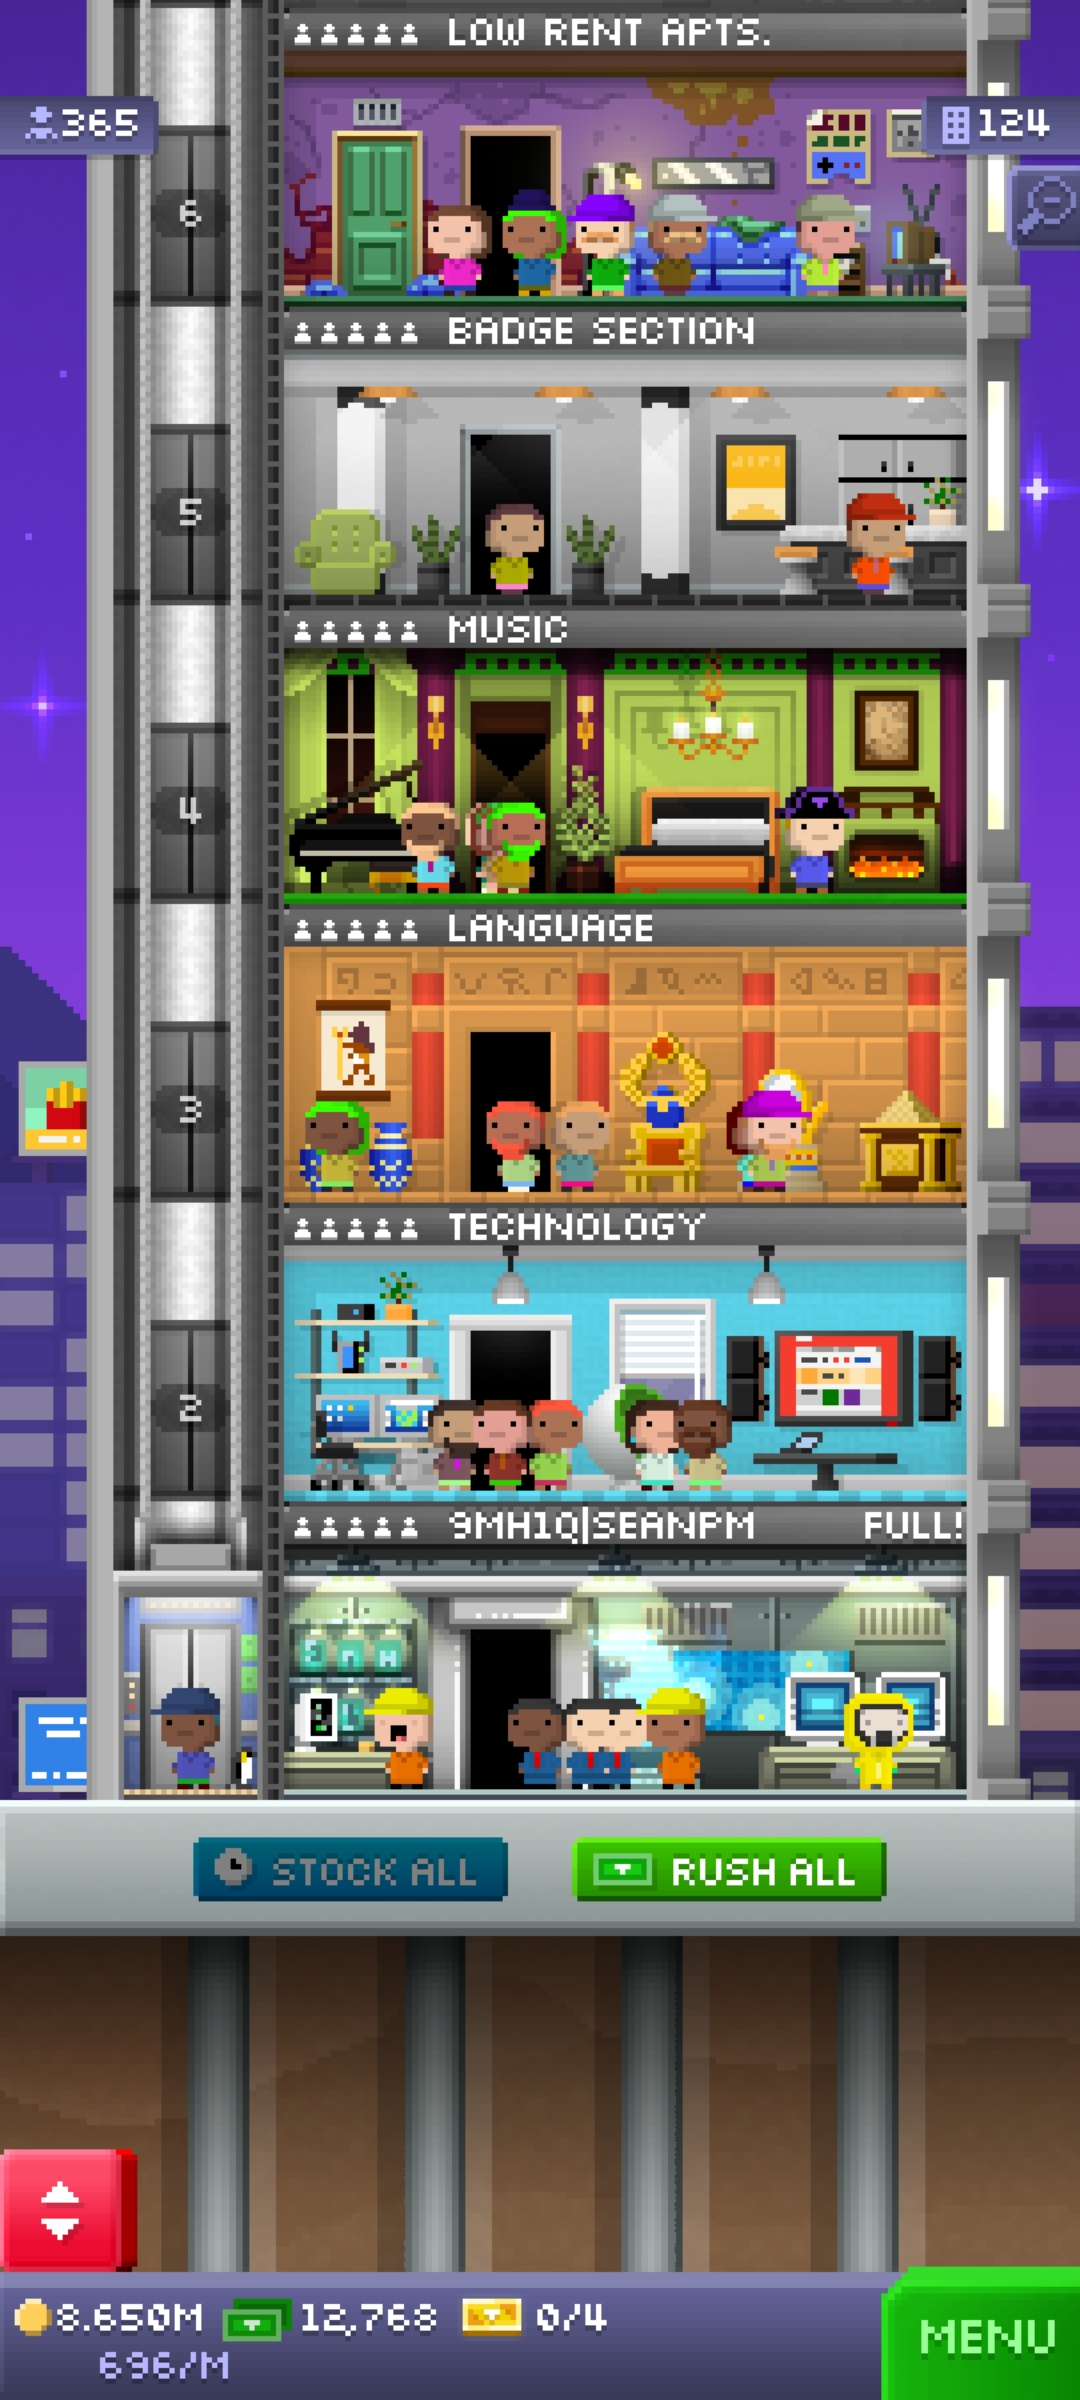 LOW RENT APTS.
365
124
6
BADGE SECTION
5
MUSIC
4
LANGUAGE
3
TECHNOLOGY
2
9MH1Q|SEANPM FULL!
STOCK ALL
RUSH ALL
8.650M 12,768 0/4
696/M
MENU